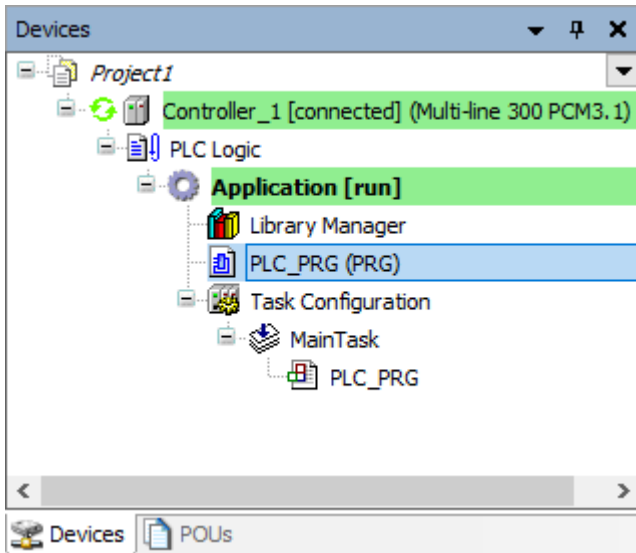 Devices
Project1
Controller_1 [connected] (Multi-line 300 PCM3.1)
PLC Logic
Application [run]
Library Manager
PLC_PRG (PRG)
Task Configuration
MainTask
PLC_PRG
Devices POUs